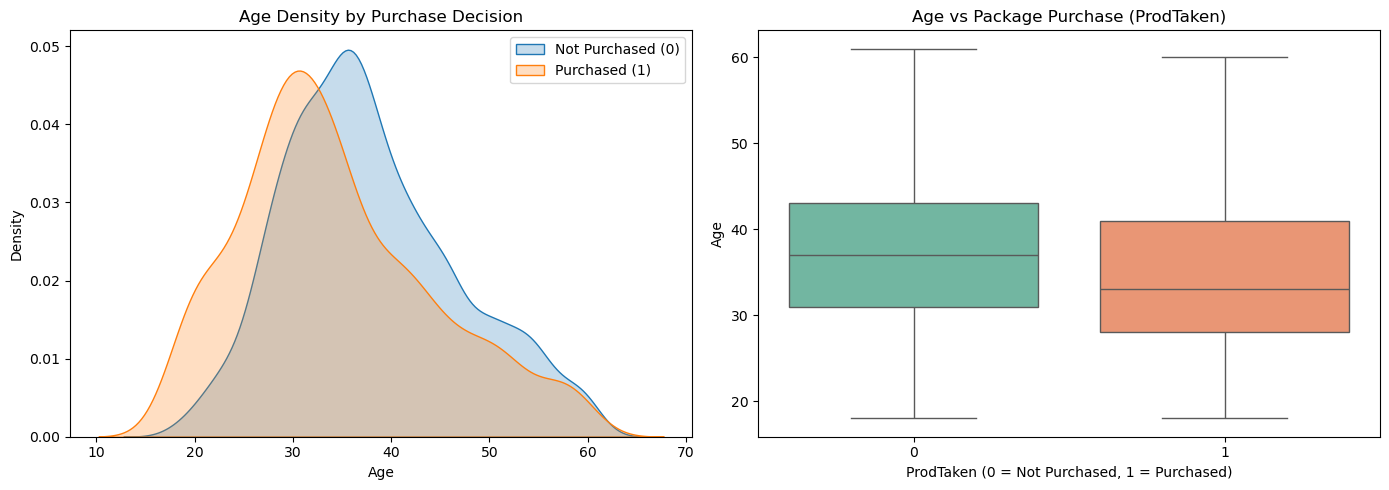 Age Density by Purchase Decision
0.05
0.04
0.03
0.02
0.01
0.00
Density
Not Purchased (0)
Purchased (1)
10 20 30 40 50 60 70
Age
Age vs Package Purchase (ProdTaken)
60
50
40
30
20
Age
0 1
ProdTaken (0 = Not Purchased, 1 = Purchased)